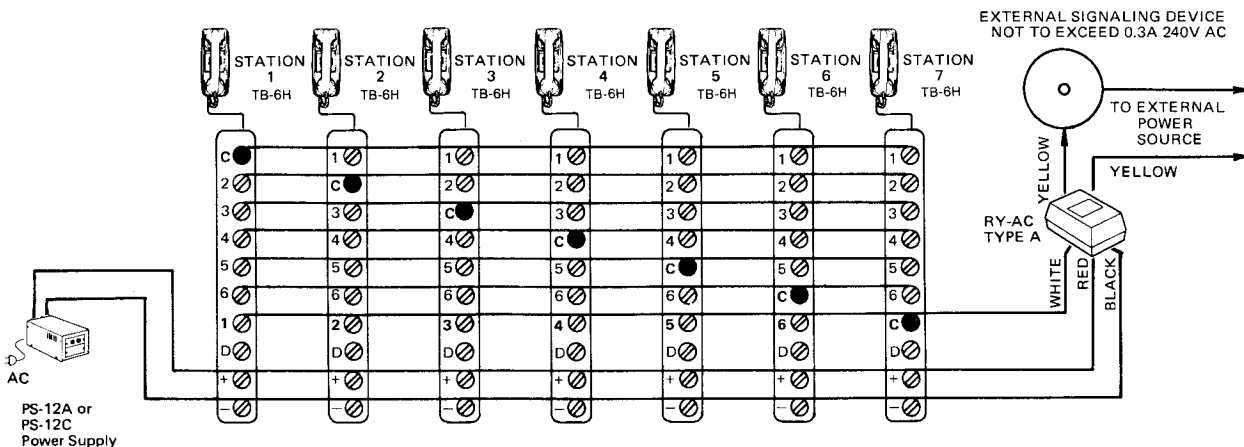 EXTERNAL SIGNALING DEVICE
NOT TO EXCEED 0.3A 240V AC
STATION
1
TB-6H
STATION
2
TB-6H
STATION
3
TB-6H
STATION
4
TB-6H
STATION
5
TB-6H
STATION
6
TB-6H
STATION
7
TB-6H
TO EXTERNAL
POWER
SOURCE
YELLOW
YELLOW
RY-AC
TYPE A
WHITE
RED
BLACK
C 1 1 1 1 1 1
2 C 2 2 2 2 2
3 3 C 3 3 3 3
4 4 4 C 4 4 4
5 5 5 5 C 5 5
6 6 6 6 6 C 6
1 2 3 4 5 6 C
D D D D D D D
+ + + + + + +
− − − − − − −
AC
PS-12A or
PS-12C
Power Supply